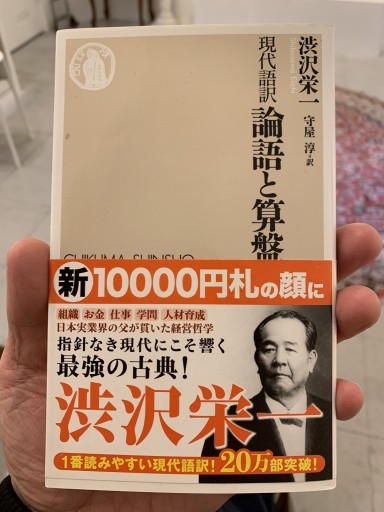 渋沢栄一
Shibusawa Eiichi
守屋 淳=訳
現代語訳
論語と算盤
CHIKUMA SHINSHO
新10000円札の顔に
組織 お金 仕事 学問 人材育成
日本実業界の父が貫いた経営哲学
指針なき現代にこそ響く
最強の古典!
渋沢栄一
1番読みやすい現代語訳!20万部突破!